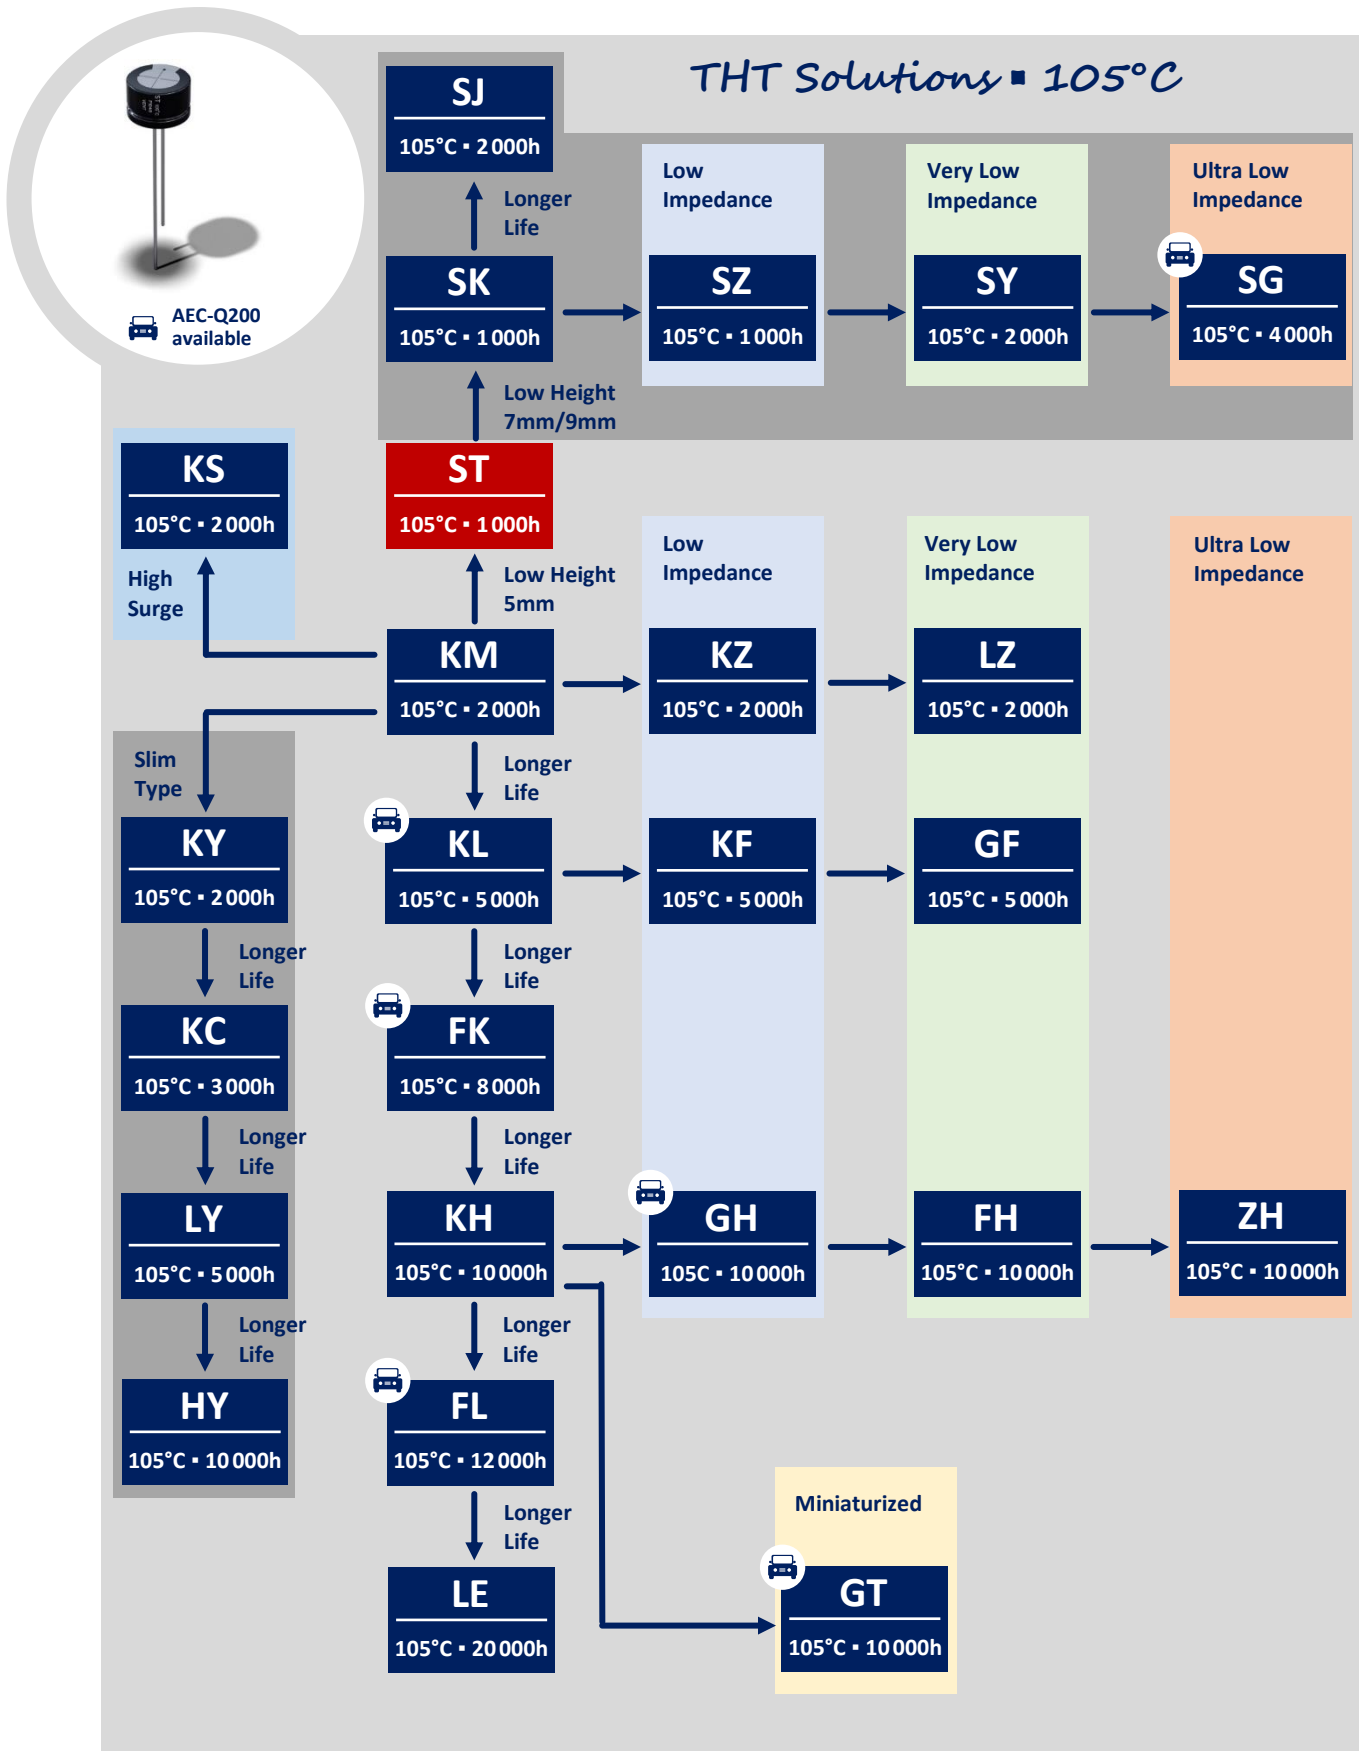 THT Solutions ▪ 105°C
AEC-Q200
available
SJ
105°C ▪ 2000h
Longer
Life
Low
Impedance
Very Low
Impedance
Ultra Low
Impedance
SK
105°C ▪ 1000h
SZ
105°C ▪ 1000h
SY
105°C ▪ 2000h
SG
105°C ▪ 4000h
Low Height
7mm/9mm
KS
105°C ▪ 2000h
High
Surge
ST
105°C ▪ 1000h
Low Height
5mm
Low
Impedance
Very Low
Impedance
Ultra Low
Impedance
KM
105°C ▪ 2000h
KZ
105°C ▪ 2000h
LZ
105°C ▪ 2000h
Slim
Type
Longer
Life
KY
105°C ▪ 2000h
KL
105°C ▪ 5000h
KF
105°C ▪ 5000h
GF
105°C ▪ 5000h
Longer
Life
Longer
Life
KC
105°C ▪ 3000h
FK
105°C ▪ 8000h
Longer
Life
Longer
Life
LY
105°C ▪ 5000h
KH
105°C ▪ 10000h
GH
105C ▪ 10000h
FH
105°C ▪ 10000h
ZH
105°C ▪ 10000h
Longer
Life
Longer
Life
HY
105°C ▪ 10000h
FL
105°C ▪ 12000h
Longer
Life
Miniaturized
LE
105°C ▪ 20000h
GT
105°C ▪ 10000h